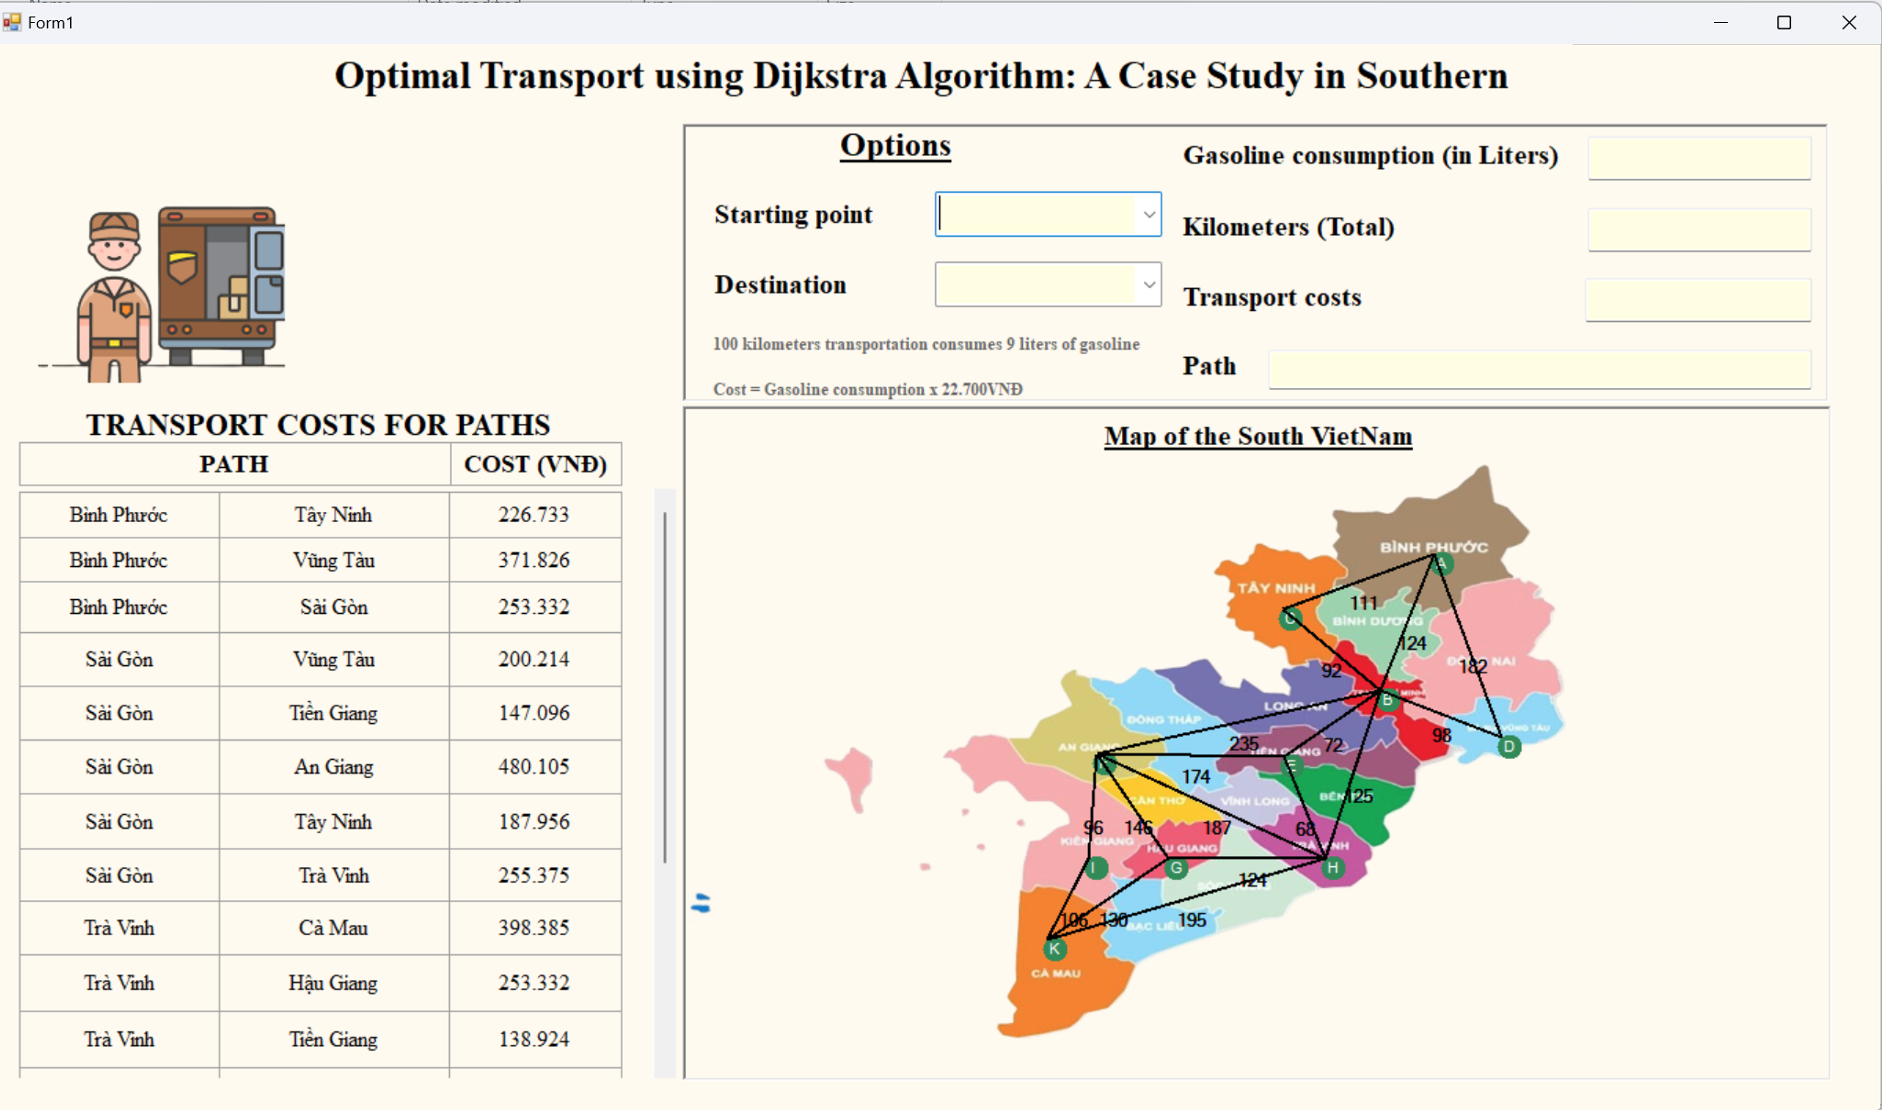 Form1
Optimal Transport using Dijkstra Algorithm: A Case Study in Southern
Options
Starting point
Destination
100 kilometers transportation consumes 9 liters of gasoline
Cost = Gasoline consumption x 22.700VNĐ
Gasoline consumption (in Liters)
Kilometers (Total)
Transport costs
Path
TRANSPORT COSTS FOR PATHS
PATH COST (VNĐ)
Bình Phước Tây Ninh 226.733
Bình Phước Vũng Tàu 371.826
Bình Phước Sài Gòn 253.332
Sài Gòn Vũng Tàu 200.214
Sài Gòn Tiền Giang 147.096
Sài Gòn An Giang 480.105
Sài Gòn Tây Ninh 187.956
Sài Gòn Trà Vinh 255.375
Trà Vinh Cà Mau 398.385
Trà Vinh Hậu Giang 253.332
Trà Vinh Tiền Giang 138.924
Map of the South VietNam
BÌNH PHƯỚC
A
TÂY NINH
111
C
BÌNH DƯƠNG
124
92
182
NAI
B
MINH
LONG AN
ĐỒNG THÁP
98
VŨNG TÀU
D
AN GIANG
235
GIANG
72
E
174
CẦN THƠ
VĨNH LONG
BẾN
125
96
146
187
68
KIÊN GIANG
HẬU GIANG
I
G
H
124
106
130
BẠC LIÊU
195
K
CÀ MAU